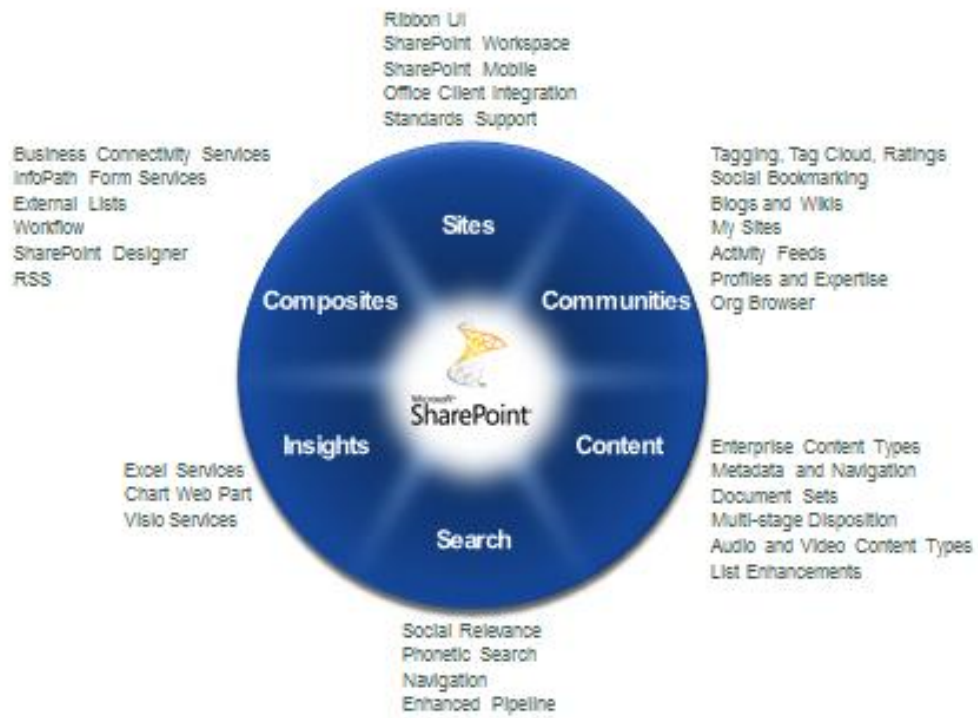 Ribbon UI
SharePoint Workspace
SharePoint Mobile
Office Client Integration
Standards Support
Business Connectivity Services
InfoPath Form Services
External Lists
Workflow
SharePoint Designer
RSS
Tagging, Tag Cloud, Ratings
Social Bookmarking
Blogs and Wikis
My Sites
Activity Feeds
Profiles and Expertise
Org Browser
Sites
Composites
Communities
Microsoft
SharePoint
Insights
Content
Search
Excel Services
Chart Web Part
Visio Services
Enterprise Content Types
Metadata and Navigation
Document Sets
Multi-stage Disposition
Audio and Video Content Types
List Enhancements
Social Relevance
Phonetic Search
Navigation
Enhanced Pipeline